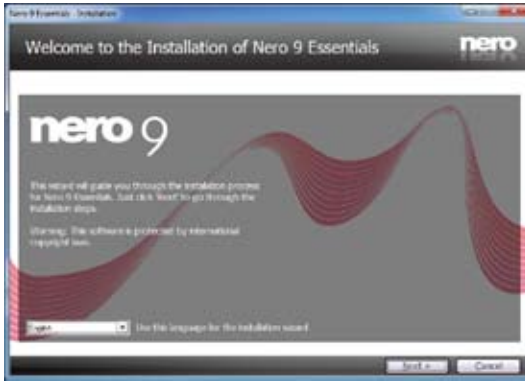 Nero 9 Essentials - Installation
Welcome to the Installation of Nero 9 Essentials
nero
nero 9
This wizard will guide you through the installation process
for Nero 9 Essentials. Just click 'Next' to go through the
installation steps.
Warning: This software is protected by international
copyright laws.
English
Use this language for the installation wizard
Next >
Cancel